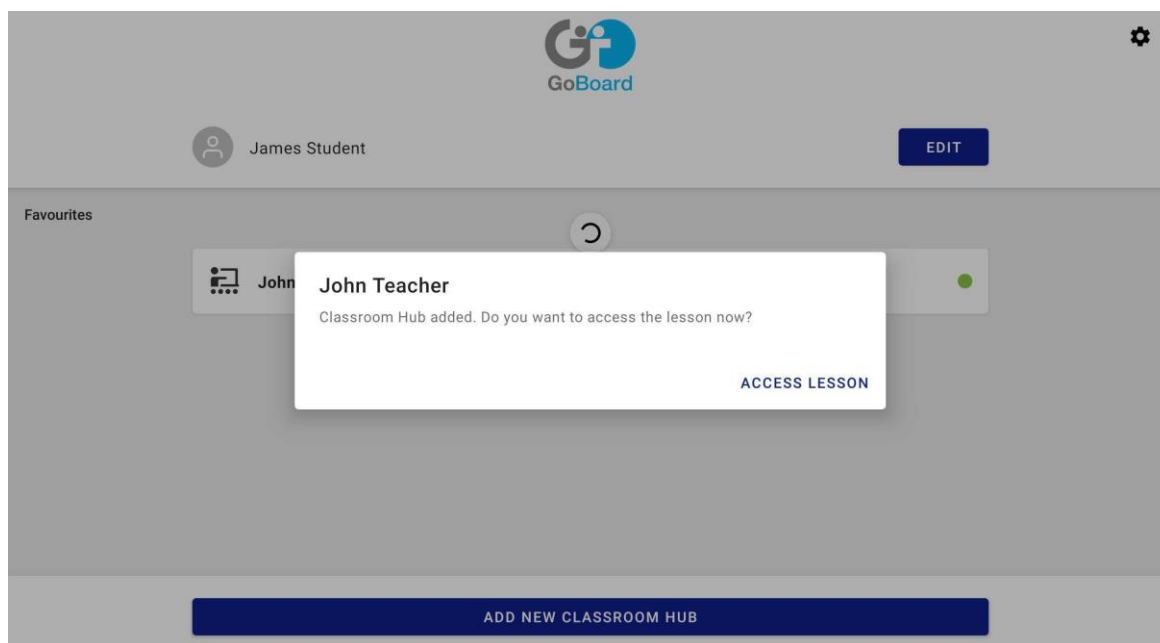 GoBoard
James Student
EDIT
Favourites
John
John Teacher
Classroom Hub added. Do you want to access the lesson now?
ACCESS LESSON
ADD NEW CLASSROOM HUB